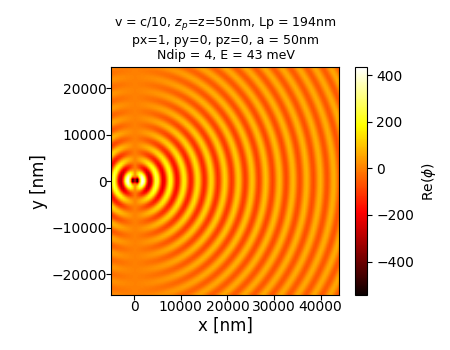 v = c/10, z_p=z=50nm, Lp = 194nm
px=1, py=0, pz=0, a = 50nm
Ndip = 4, E = 43 meV
20000
10000
0
−10000
−20000
y [nm]
0 10000 20000 30000 40000
x [nm]
400
200
0
−200
−400
Re(ϕ)